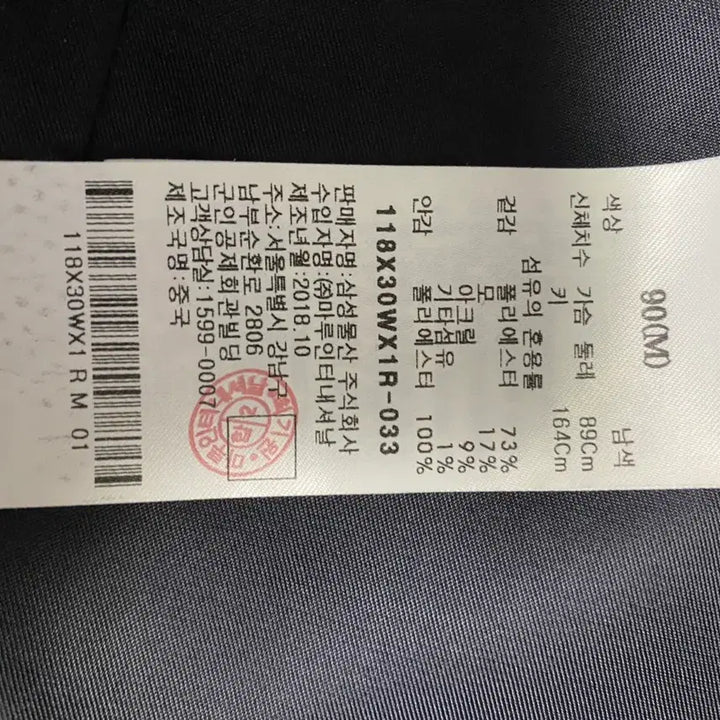 90(M)
색상 남색
신체치수 가슴 둘레 89Cm
키 164Cm
섬유의 혼용률
겉감 폴리에스터 73%
모 17%
아크릴 9%
기타섬유 1%
안감 폴리에스터 100%
118X30WX1R-033
판매자명:삼성물산 주식회사
수입자명:㈜마루인터내셔날
제조년월:2018.10
주소:서울특별시 강남구
남부순환로 2806
군인공제회관빌딩
고객상담실:1599-0007
제조국명:중국
118X30WX1 R M 01